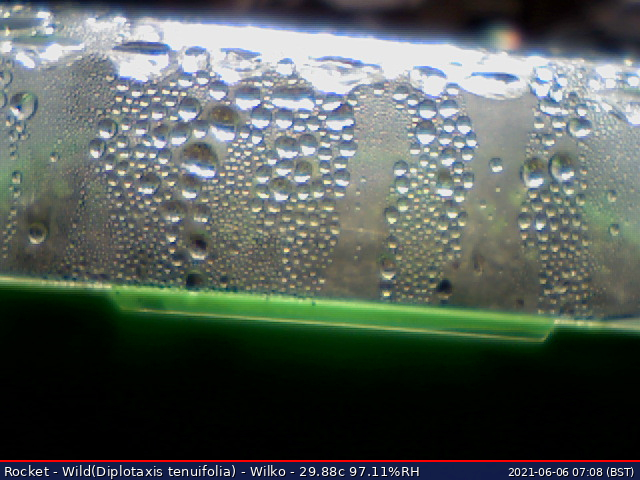 Rocket - Wild(Diplotaxis tenuifolia) - Wilko - 29.88c 97.11%RH
2021-06-06 07:08 (BST)